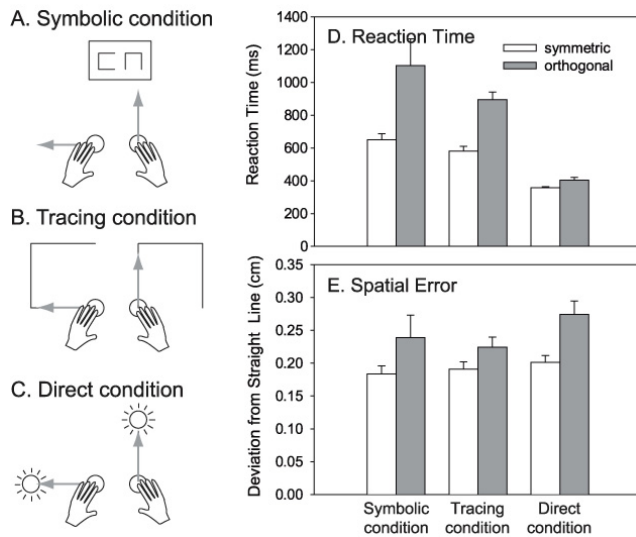 A. Symbolic condition
B. Tracing condition
C. Direct condition
D. Reaction Time
symmetric
orthogonal
Reaction Time (ms)
1400
1200
1000
800
600
400
200
0
E. Spatial Error
Deviation from Straight Line (cm)
0.35
0.30
0.25
0.20
0.15
0.10
0.05
0.00
Symbolic Tracing Direct
condition condition condition